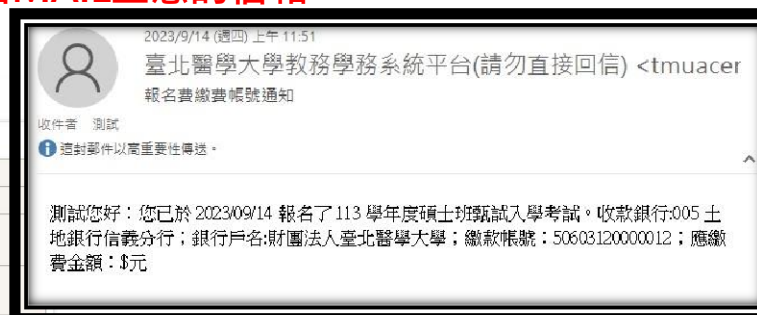 2023/9/14 (週四) 上午 11:51
臺北醫學大學教務學務系統平台(請勿直接回信) <tmuacer
報名費繳費帳號通知
收件者 測試
這封郵件以高重要性傳送。
測試您好：您已於 2023/09/14 報名了 113 學年度碩士班甄試入學考試。收款銀行:005 土
地銀行信義分行；銀行戶名:財團法人臺北醫學大學；繳款帳號：50603120000012；應繳
費金額：$元